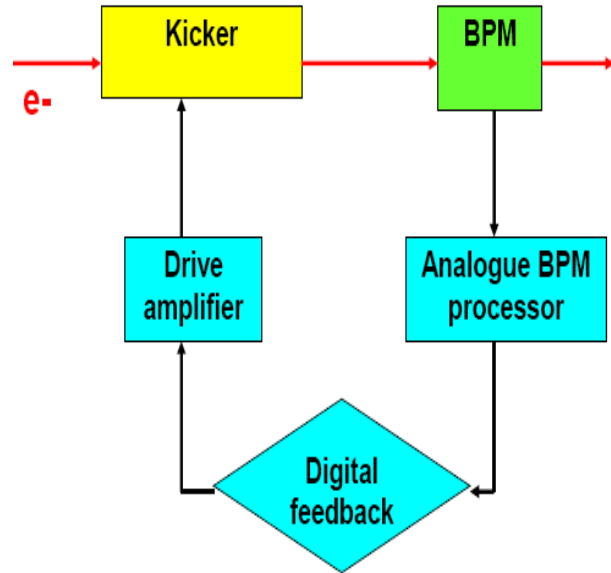 Kicker
BPM
e-
Drive
amplifier
Analogue BPM
processor
Digital
feedback